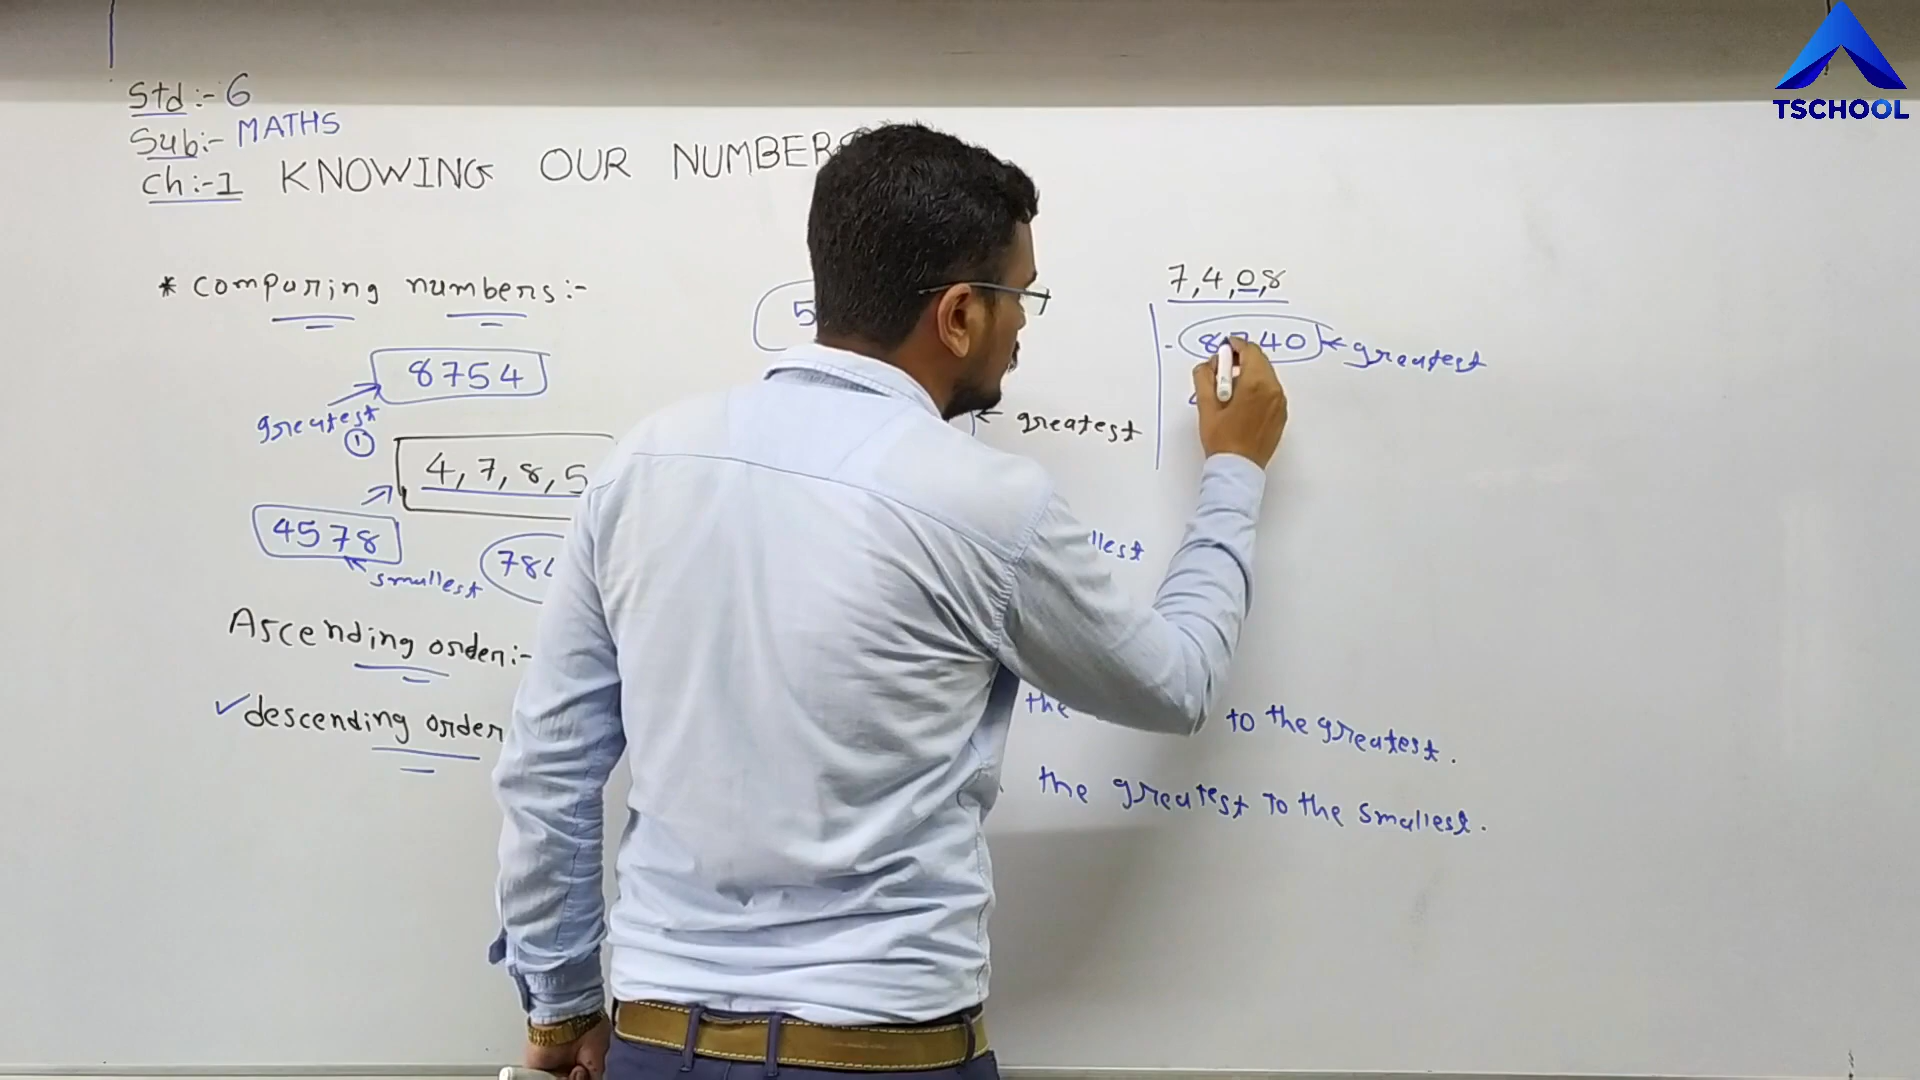 TSCHOOL
Std:- 6
Sub:- MATHS
Ch:-1 KNOWING OUR NUMBERS
* Comparing numbers:-
8754
greatest
①
4,7,8,5
4578
smallest
Ascending order:-
✓descending order
greatest
7,4,0,8
- 8740 ← greatest
the
to the greatest.
the greatest to the smallest.